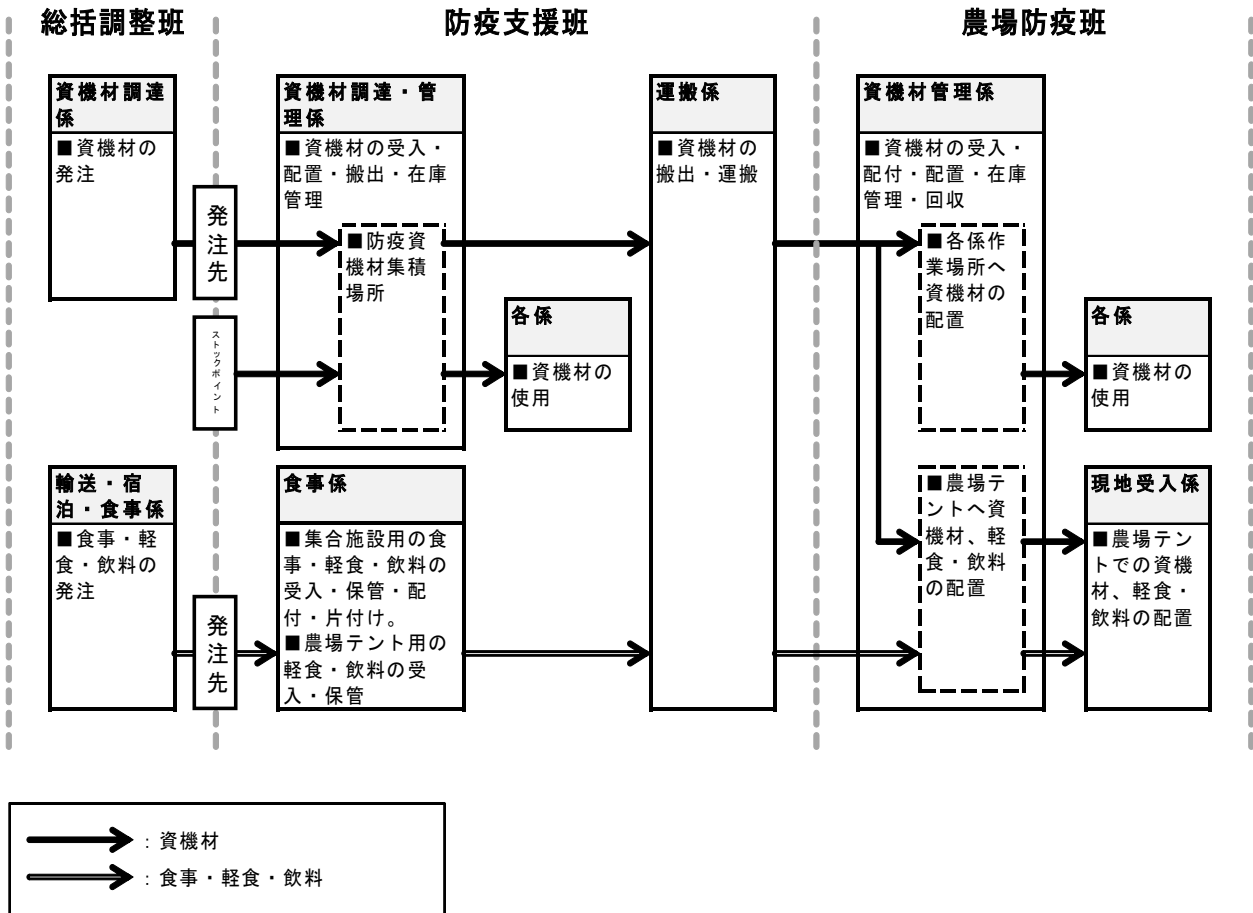 総括調整班
防疫支援班
農場防疫班
資機材調達
係
■資機材の
発注
発注先
ストックポイント
資機材調達・管
理係
■資機材の受入・
配置・搬出・在庫
管理
■防疫資
機材集積
場所
各係
■資機材の
使用
運搬係
■資機材の
搬出・運搬
資機材管理係
■資機材の受入・
配付・配置・在庫
管理・回収
■各係作
業場所へ
資機材の
配置
各係
■資機材の
使用
輸送・宿
泊・食事係
■食事・軽
食・飲料の
発注
発注先
食事係
■集合施設用の食
事・軽食・飲料の
受入・保管・配
付・片付け。
■農場テント用の
軽食・飲料の受
入・保管
■農場テ
ントへ資
機材、軽
食・飲料
の配置
現地受入係
■農場テン
トでの資機
材、軽食・
飲料の配置
：資機材
：食事・軽食・飲料